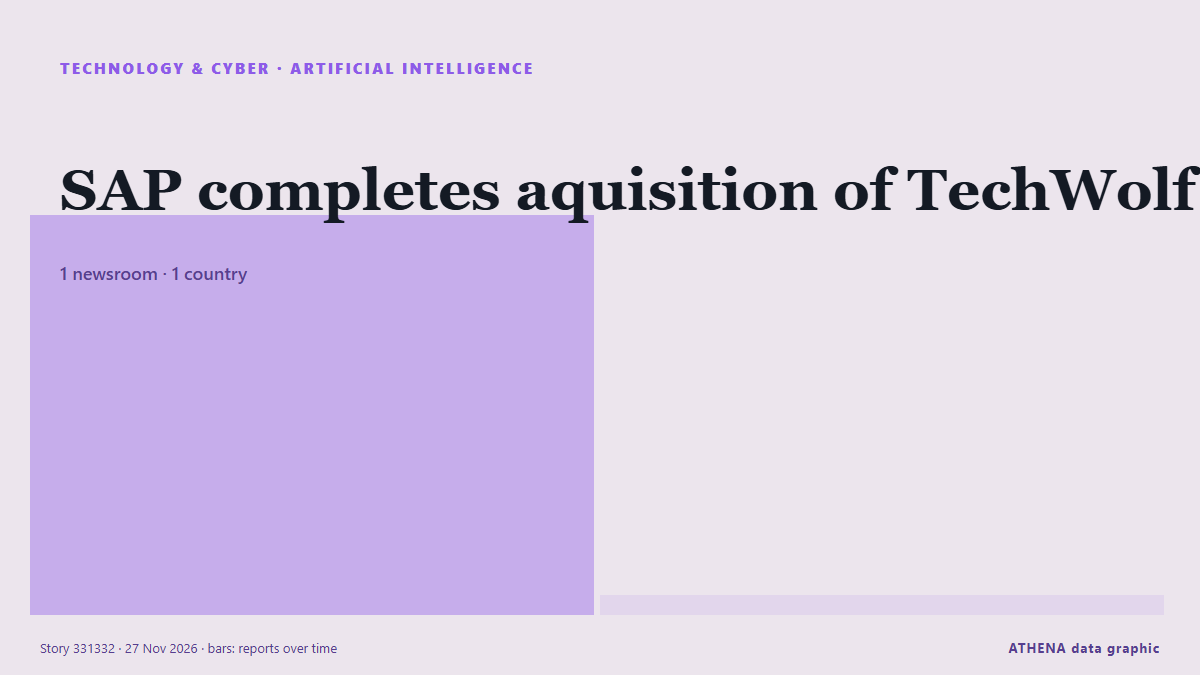 TECHNOLOGY & CYBER · ARTIFICIAL INTELLIGENCE
SAP completes aquisition of TechWolf
1 newsroom · 1 country
Story 331332 · 27 Nov 2026 · bars: reports over time
ATHENA data graphic